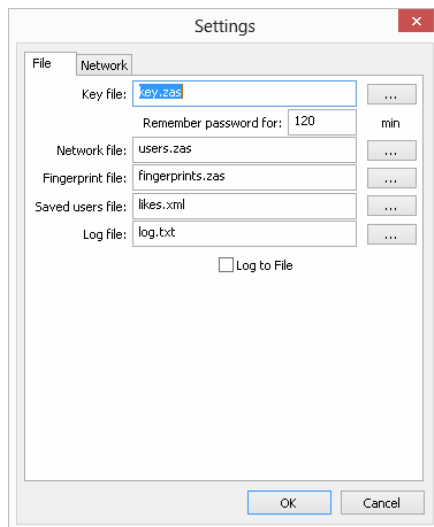 Settings
File Network
Key file: key.zas ...
Remember password for: 120 min
Network file: users.zas ...
Fingerprint file: fingerprints.zas ...
Saved users file: likes.xml ...
Log file: log.txt ...
Log to File
OK Cancel